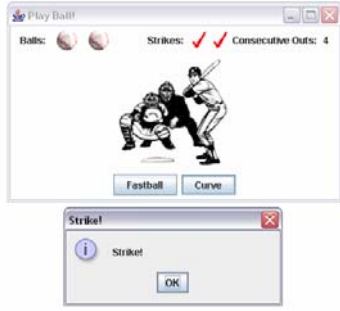 Play Ball!
Balls: Strikes: Consecutive Outs: 4
Fastball Curve
Strike!
Strike!
OK